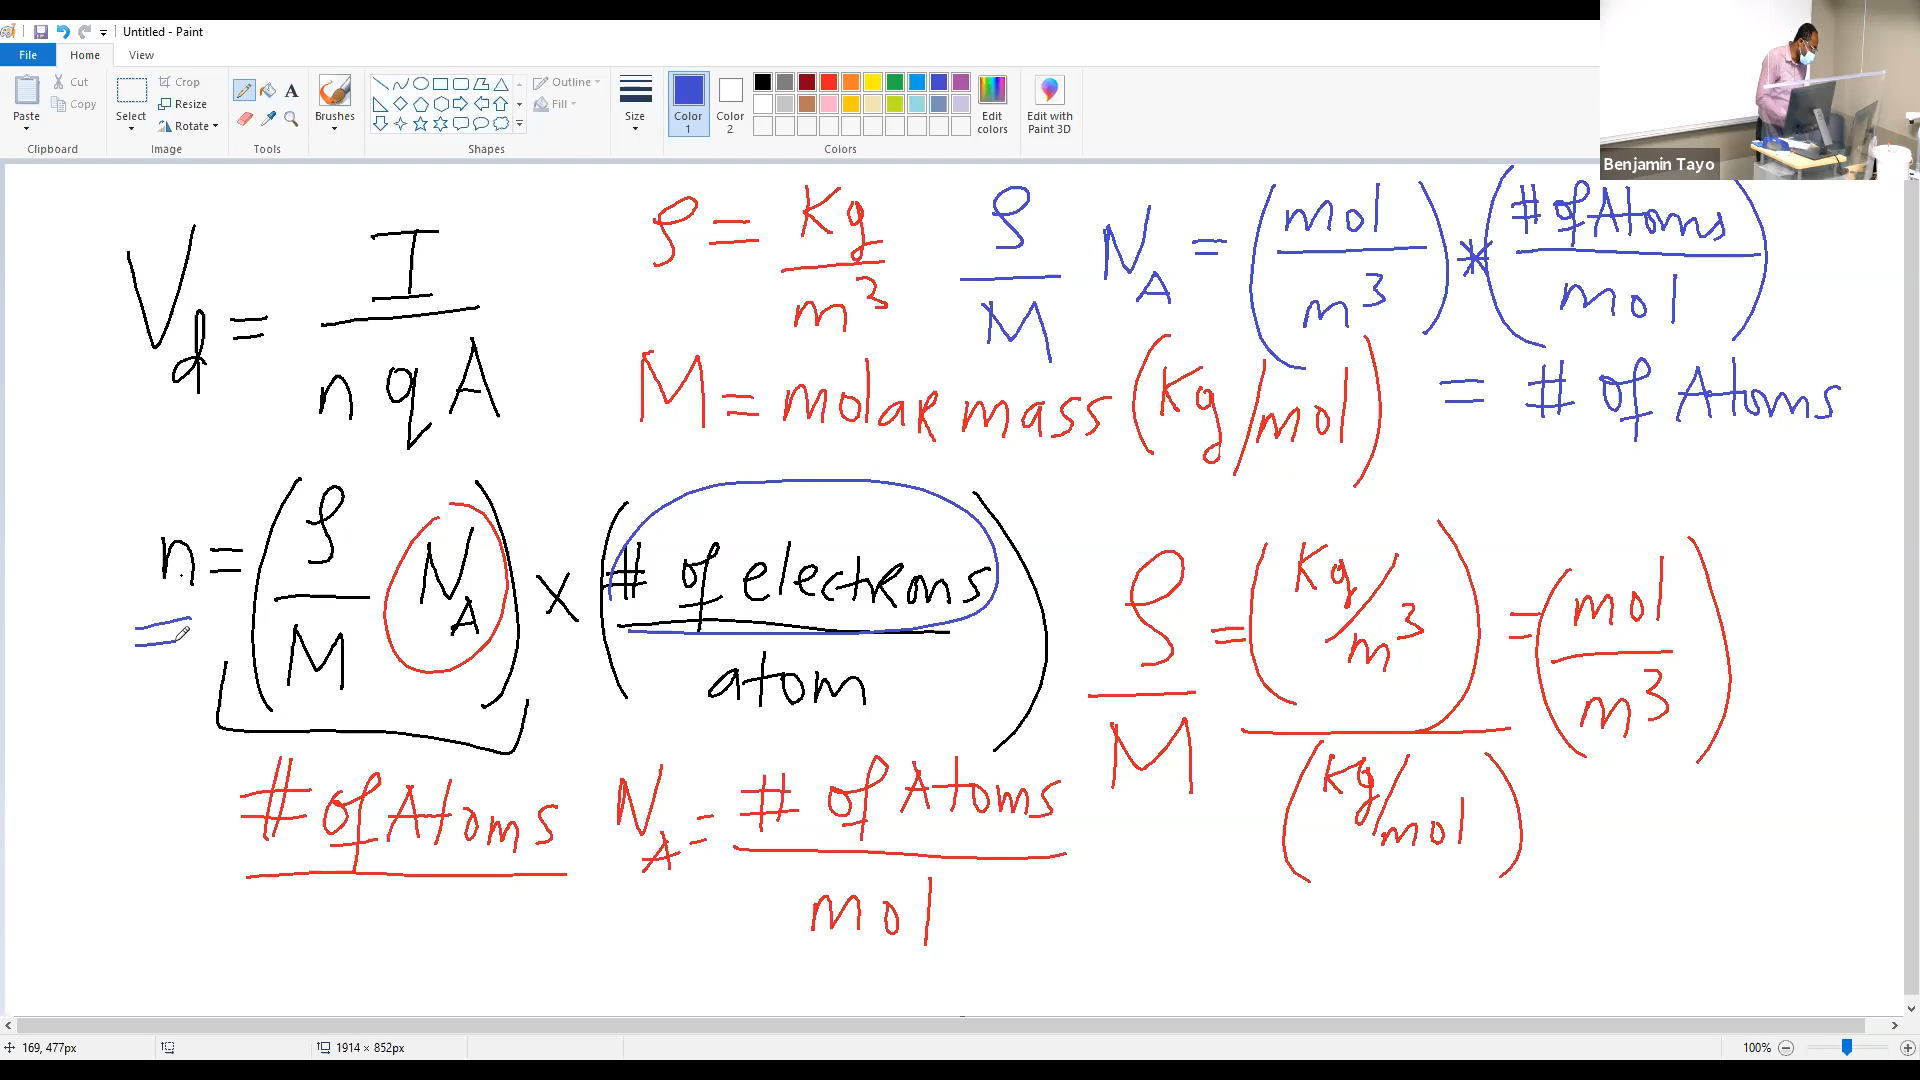 Untitled - Paint
File Home View
Paste Cut Copy Clipboard
Select Crop Resize Rotate Image
Tools
Brushes
Shapes
Outline
Fill
Size
Color 1
Color 2
Edit colors
Colors
Edit with Paint 3D
Benjamin Tayo
V_d = I / n q A
ρ = Kg / m³
M = molar mass (Kg/mol)
ρ / M N_A = (mol / m³) * (# of Atoms / mol)
= # of Atoms
n = (ρ / M N_A) x (# of electrons / atom)
=
# of Atoms
N_A = # of Atoms / mol
ρ / M = (Kg/m³) / (Kg/mol) = (mol / m³)
169, 477px
1914 × 852px
100%